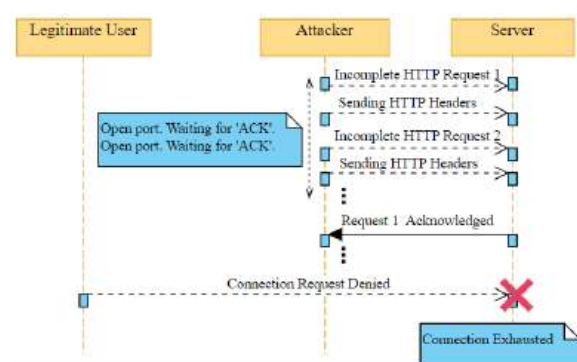 Legitimate User
Attacker
Server
Incomplete HTTP Request 1
Sending HTTP Headers
Open port. Waiting for 'ACK'.
Open port. Waiting for 'ACK'.
Incomplete HTTP Request 2
Sending HTTP Headers
Request 1 Acknowledged
Connection Request Denied
Connection Exhausted